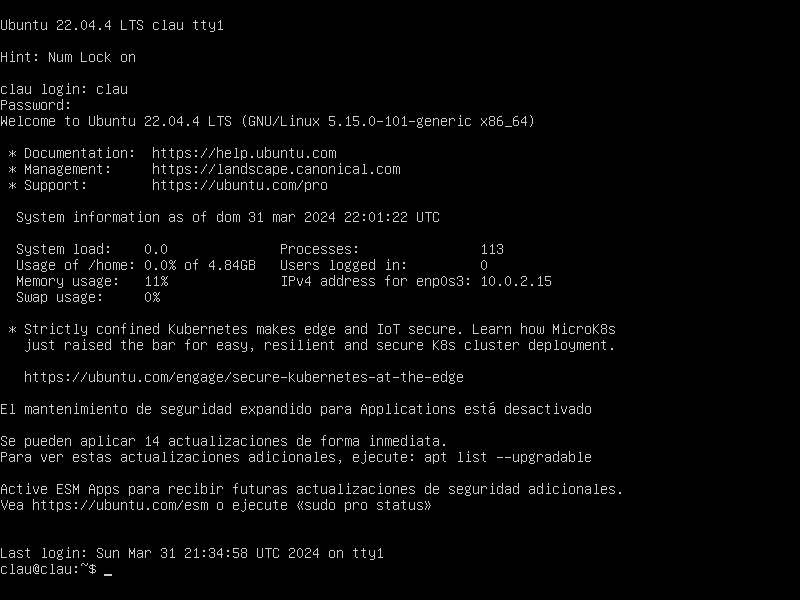 Ubuntu 22.04.4 LTS clau tty1
Hint: Num Lock on
clau login: clau
Password:
Welcome to Ubuntu 22.04.4 LTS (GNU/Linux 5.15.0-101-generic x86_64)
* Documentation:  https://help.ubuntu.com
* Management:     https://landscape.canonical.com
* Support:        https://ubuntu.com/pro
System information as of dom 31 mar 2024 22:01:22 UTC
System load:    0.0              Processes:               113
Usage of /home: 0.0% of 4.84GB   Users logged in:         0
Memory usage:   11%              IPv4 address for enp0s3: 10.0.2.15
Swap usage:     0%
* Strictly confined Kubernetes makes edge and IoT secure. Learn how MicroK8s
just raised the bar for easy, resilient and secure K8s cluster deployment.
https://ubuntu.com/engage/secure-kubernetes-at-the-edge
El mantenimiento de seguridad expandido para Applications está desactivado
Se pueden aplicar 14 actualizaciones de forma inmediata.
Para ver estas actualizaciones adicionales, ejecute: apt list --upgradable
Active ESM Apps para recibir futuras actualizaciones de seguridad adicionales.
Vea https://ubuntu.com/esm o ejecute «sudo pro status»
Last login: Sun Mar 31 21:34:58 UTC 2024 on tty1
clau@clau:~$ _